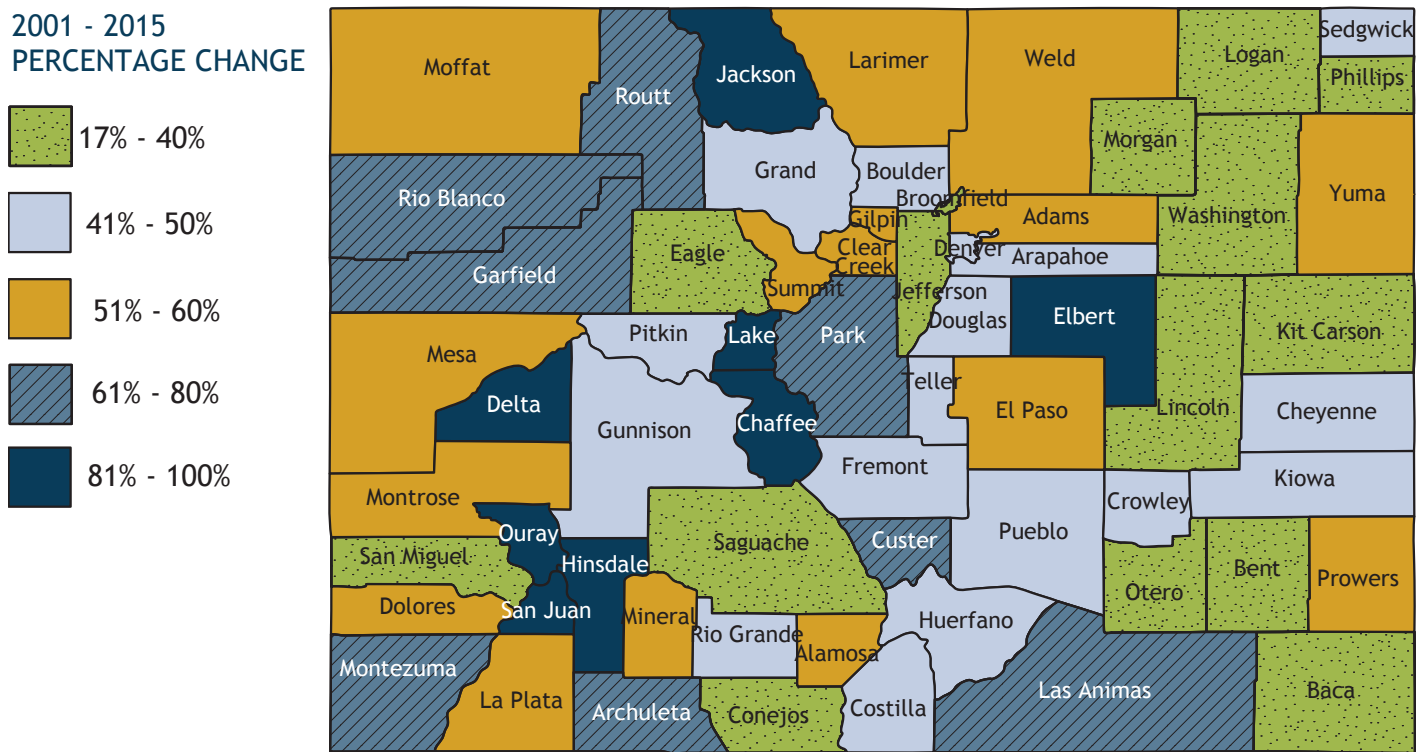 2001 - 2015
PERCENTAGE CHANGE
17% - 40%
41% - 50%
51% - 60%
61% - 80%
81% - 100%
Moffat
Routt
Jackson
Larimer
Weld
Logan
Sedgwick
Phillips
Morgan
Rio Blanco
Grand
Boulder
Broomfield
Washington
Yuma
Garfield
Eagle
Gilpin
Clear
Creek
Summit
Denver
Adams
Arapahoe
Jefferson
Douglas
Elbert
Kit Carson
Mesa
Pitkin
Lake
Park
Teller
El Paso
Lincoln
Cheyenne
Delta
Gunnison
Chaffee
Fremont
Kiowa
Montrose
Crowley
Pueblo
Ouray
Hinsdale
Saguache
Custer
San Miguel
Otero
Bent
Prowers
Dolores
San Juan
Mineral
Rio Grande
Alamosa
Huerfano
Montezuma
La Plata
Archuleta
Conejos
Costilla
Las Animas
Baca